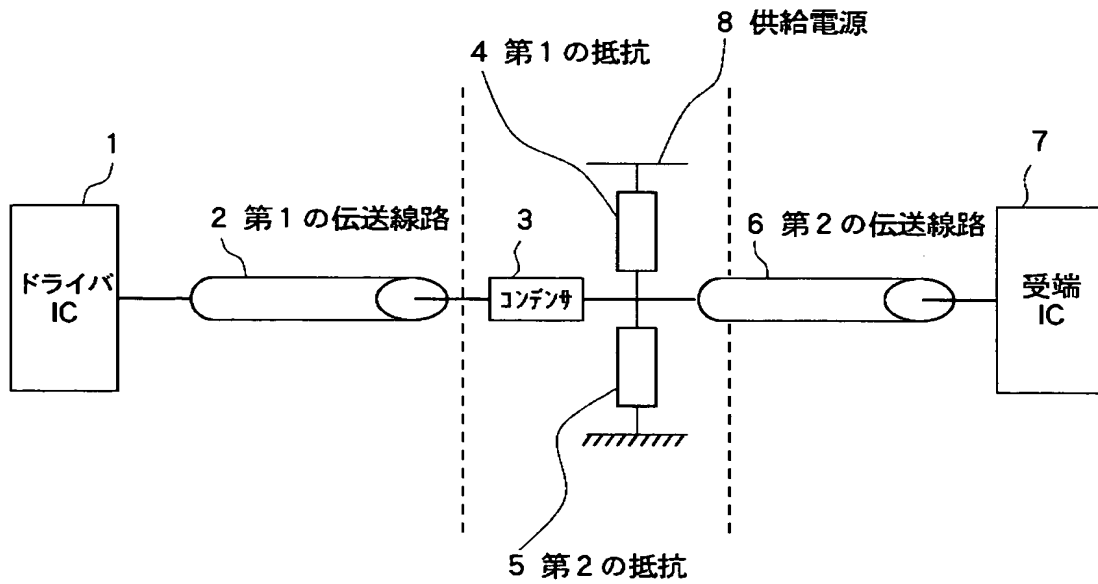 8 供給電源
4 第1の抵抗
1
7
2 第1の伝送線路
3
6 第2の伝送線路
ドライバ
IC
コンデンサ
受端
IC
5 第2の抵抗